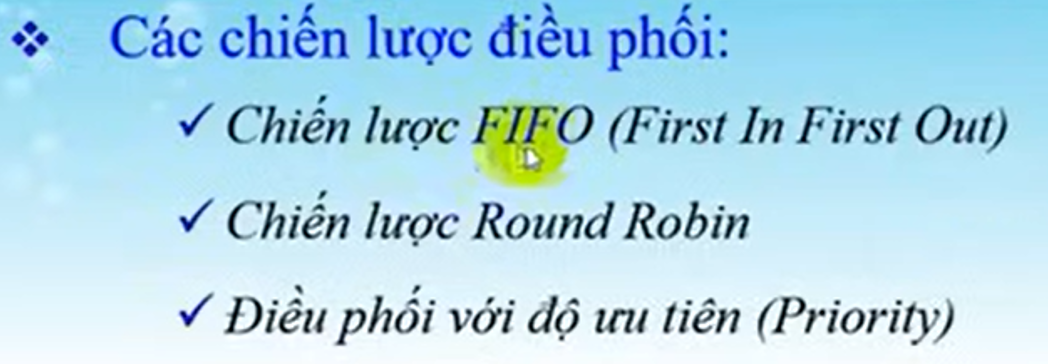 Các chiến lược điều phối:
Chiến lược FIFO (First In First Out)
Chiến lược Round Robin
Điều phối với độ ưu tiên (Priority)